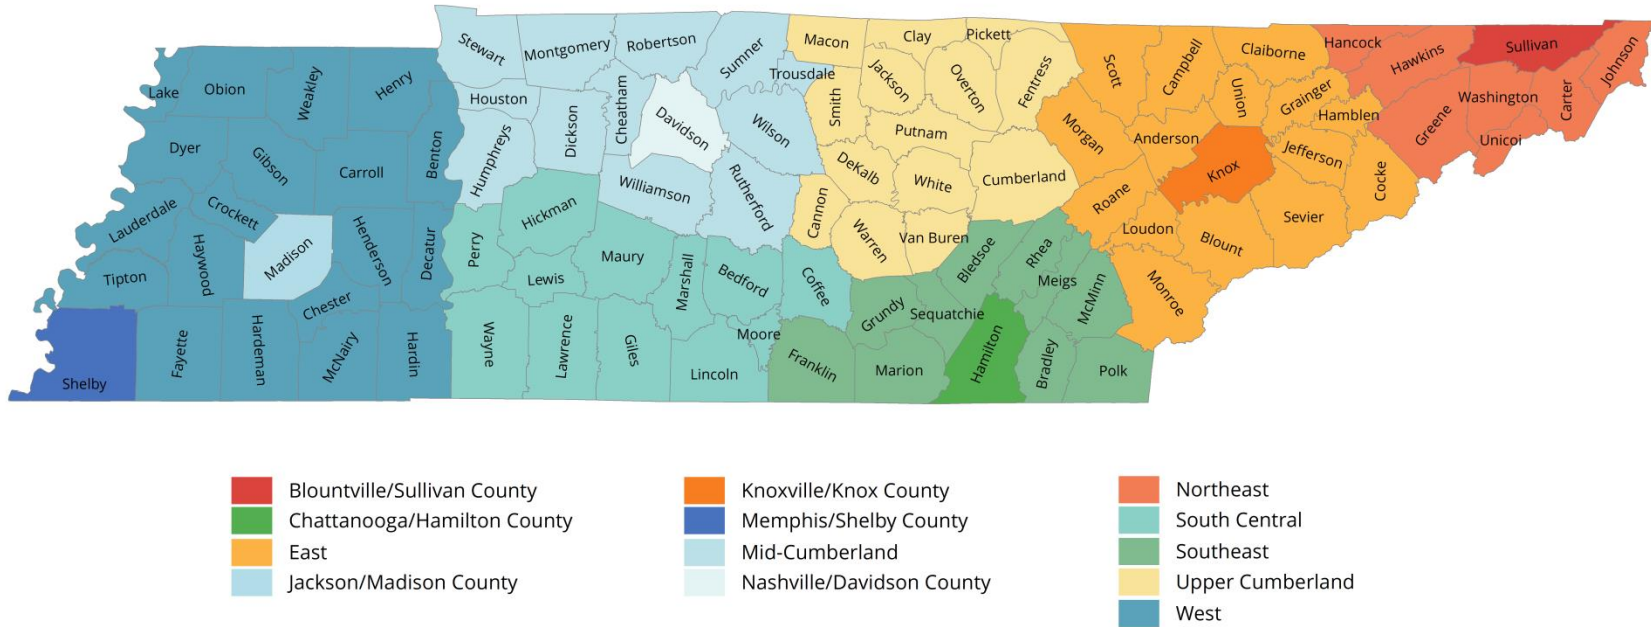 Stewart
Montgomery
Robertson
Sumner
Trousdale
Macon
Clay
Pickett
Scott
Campbell
Claiborne
Hancock
Hawkins
Sullivan
Johnson
Lake
Obion
Weakley
Henry
Houston
Cheatham
Davidson
Wilson
Smith
Jackson
Overton
Fentress
Union
Grainger
Hamblen
Greene
Washington
Carter
Unicoi
Dyer
Gibson
Carroll
Benton
Humphreys
Dickson
Williamson
Rutherford
Putnam
DeKalb
White
Cumberland
Morgan
Anderson
Knox
Jefferson
Cocke
Lauderdale
Crockett
Madison
Henderson
Decatur
Perry
Hickman
Maury
Cannon
Warren
Van Buren
Roane
Loudon
Blount
Sevier
Tipton
Haywood
Chester
Lewis
Marshall
Bedford
Coffee
Bledsoe
Rhea
Meigs
McMinn
Monroe
Shelby
Fayette
Hardeman
McNairy
Hardin
Wayne
Lawrence
Giles
Lincoln
Moore
Franklin
Grundy
Sequatchie
Marion
Hamilton
Bradley
Polk
Blountville/Sullivan County
Chattanooga/Hamilton County
East
Jackson/Madison County
Knoxville/Knox County
Memphis/Shelby County
Mid-Cumberland
Nashville/Davidson County
Northeast
South Central
Southeast
Upper Cumberland
West